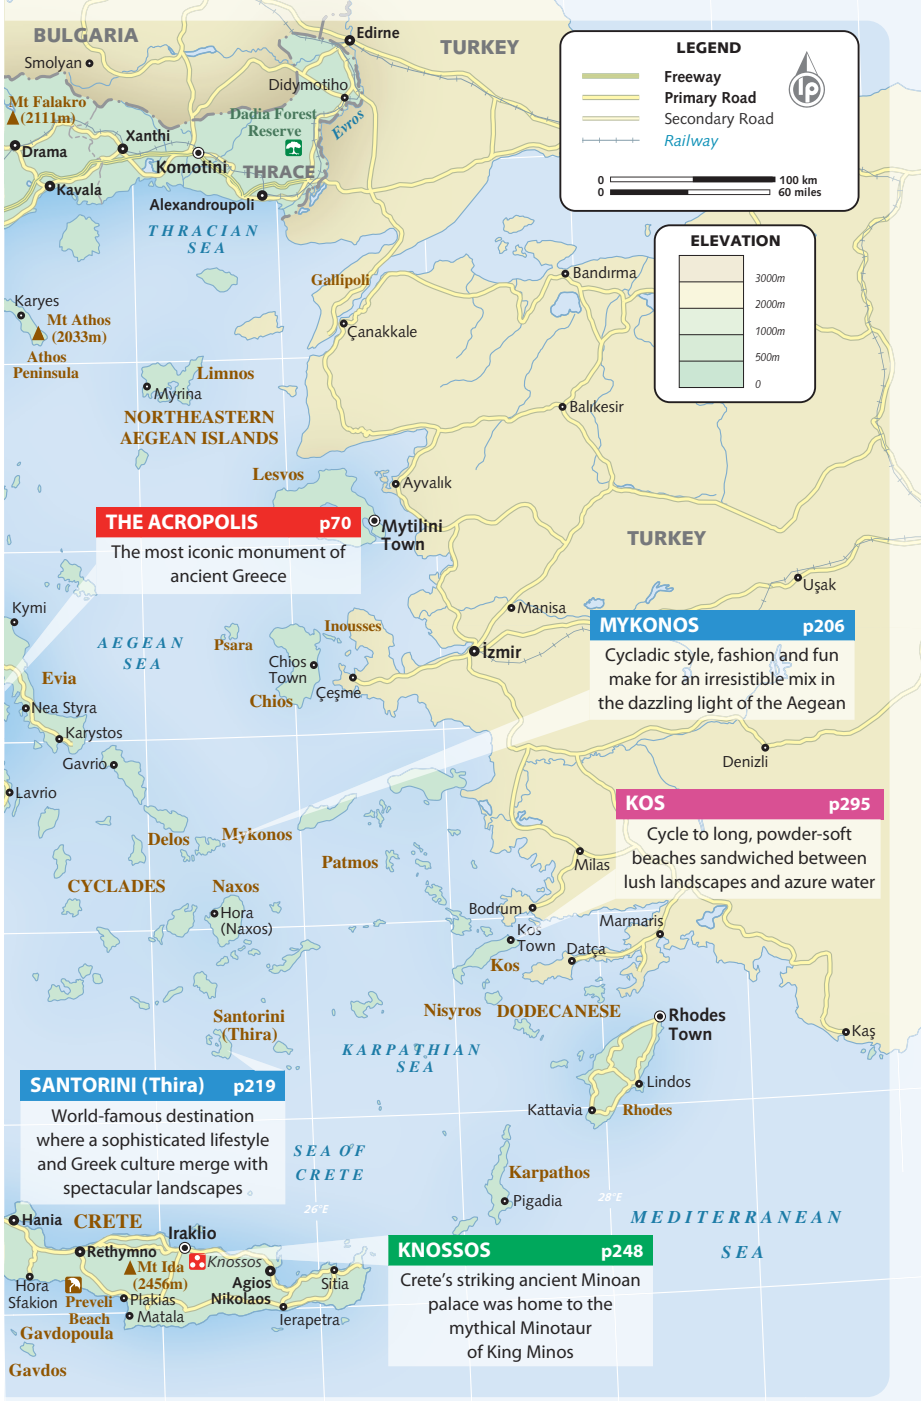 BULGARIA
Edirne
TURKEY
Smolyan
Didymotiho
Mt Falakro
(2111m)
Dadia Forest
Reserve
Evros
Xanthi
Drama
Komotini
THRACE
Kavala
Alexandroupoli
THRACIAN
SEA
LEGEND
Freeway
Primary Road
Secondary Road
Railway
0 100 km
0 60 miles
lp
ELEVATION
3000m
2000m
1000m
500m
0
Gallipoli
Bandırma
Karyes
Mt Athos
(2033m)
Çanakkale
Athos
Peninsula
Limnos
Myrina
NORTHEASTERN
AEGEAN ISLANDS
Balıkesir
Lesvos
Ayvalık
THE ACROPOLIS p70
The most iconic monument of
ancient Greece
Mytilini
Town
TURKEY
Uşak
Kymi
Manisa
AEGEAN
SEA
Psara
Inousses
İzmir
MYKONOS p206
Cycladic style, fashion and fun
make for an irresistible mix in
the dazzling light of the Aegean
Chios
Town
Evia
Chios
Çeşme
Nea Styra
Karystos
Gavrio
Denizli
Lavrio
KOS p295
Cycle to long, powder-soft
beaches sandwiched between
lush landscapes and azure water
Delos
Mykonos
Patmos
Milas
CYCLADES
Naxos
Hora
(Naxos)
Bodrum
Marmaris
Kos
Town
Datça
Kos
Santorini
(Thira)
Nisyros
DODECANESE
Rhodes
Town
Kaş
KARPATHIAN
SEA
SANTORINI (Thira) p219
World-famous destination
where a sophisticated lifestyle
and Greek culture merge with
spectacular landscapes
Lindos
Kattavia
Rhodes
SEA OF
CRETE
Karpathos
Pigadia
26°E
28°E
MEDITERRANEAN
SEA
Hania
CRETE
Iraklio
Rethymno
Knossos
Mt Ida
(2456m)
Agios
Nikolaos
Sitia
Hora
Sfakion
Preveli
Beach
Plakias
Matala
Ierapetra
Gavdopoula
Gavdos
KNOSSOS p248
Crete's striking ancient Minoan
palace was home to the
mythical Minotaur
of King Minos